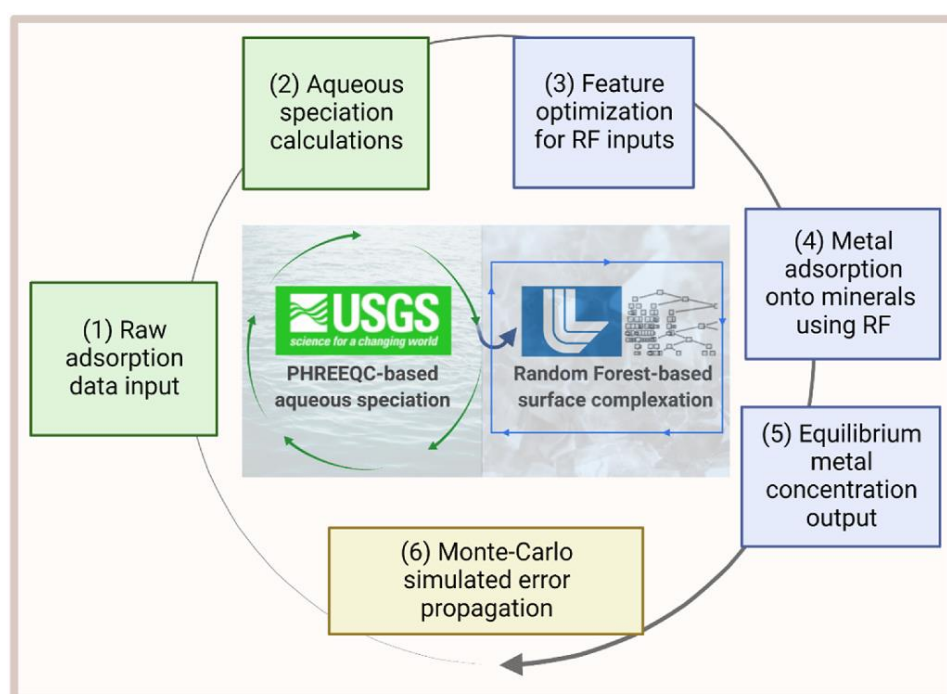 (2) Aqueous
speciation
calculations
(3) Feature
optimization
for RF inputs
(1) Raw
adsorption
data input
USGS
science for a changing world
PHREEQC-based
aqueous speciation
Random Forest-based
surface complexation
(4) Metal
adsorption
onto minerals
using RF
(5) Equilibrium
metal
concentration
output
(6) Monte-Carlo
simulated error
propagation